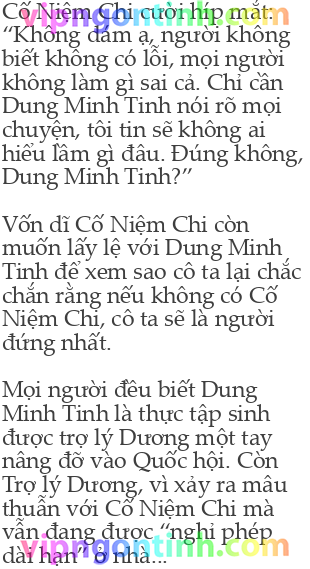 Cố Niệm Chi cười híp mắt:
“Không dám ạ, người không
biết không có lỗi, mọi người
không làm gì sai cả. Chỉ cần
Dung Minh Tinh nói rõ mọi
chuyện, tôi tin sẽ không ai
hiểu lầm gì đâu. Đúng không,
Dung Minh Tinh?”
Vốn dĩ Cố Niệm Chi còn
muốn lấy lệ với Dung Minh
Tinh để xem sao cô ta lại chắc
chắn rằng nếu không có Cố
Niệm Chi, cô ta sẽ là người
đứng nhất.
Mọi người đều biết Dung
Minh Tinh là thực tập sinh
được trợ lý Dương một tay
nâng đỡ vào Quốc hội. Còn
Trợ lý Dương, vì xảy ra mâu
thuẫn với Cố Niệm Chi mà
vẫn đang được “nghỉ phép
dài hạn” ở nhà...
vipngontinh.com
vipngontinh.com